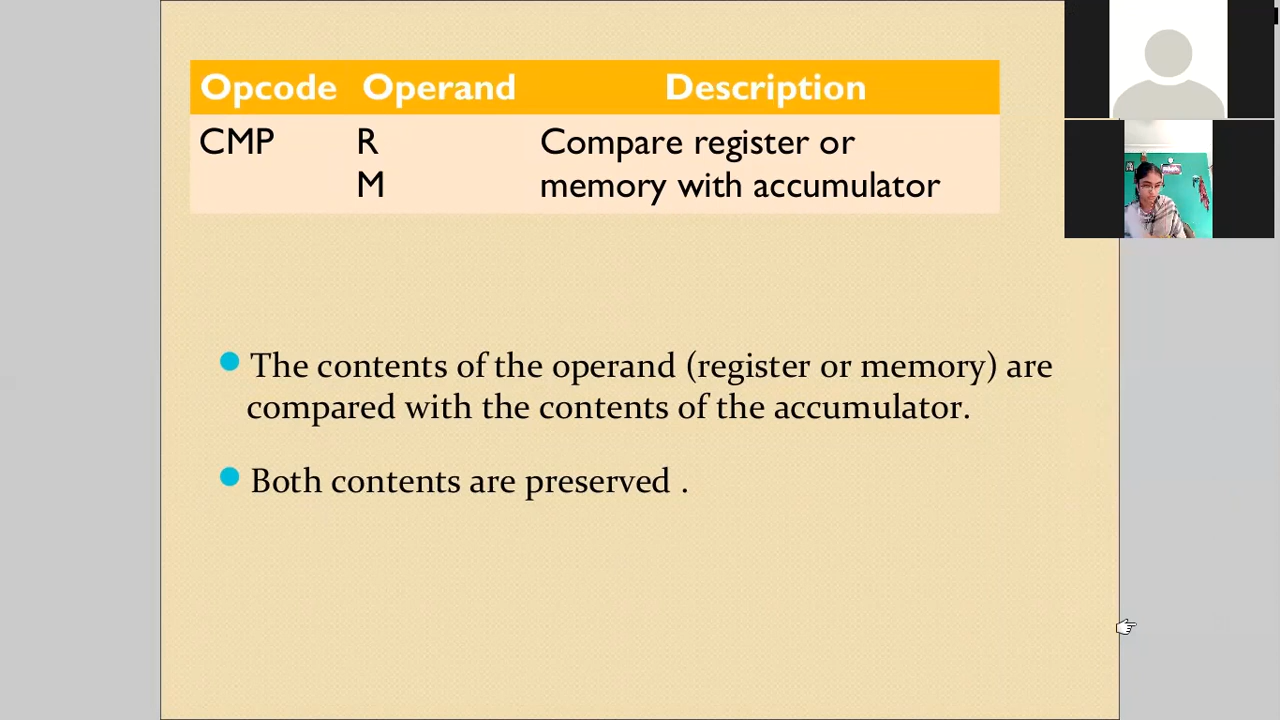 Opcode Operand Description
CMP R Compare register or
M memory with accumulator
The contents of the operand (register or memory) are
compared with the contents of the accumulator.
Both contents are preserved .